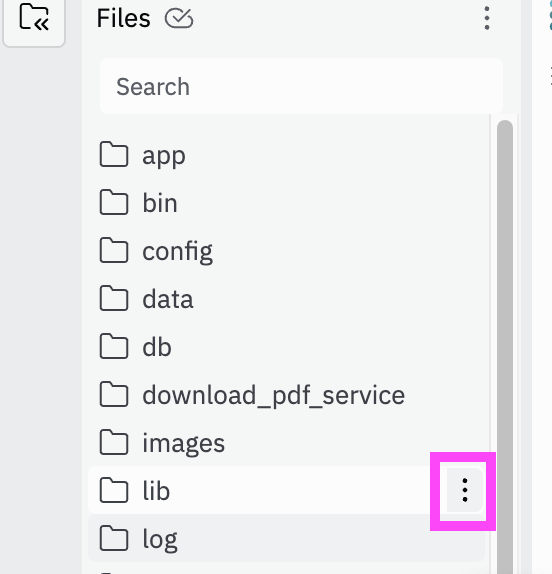 Files
Search
app
bin
config
data
db
download_pdf_service
images
lib
log